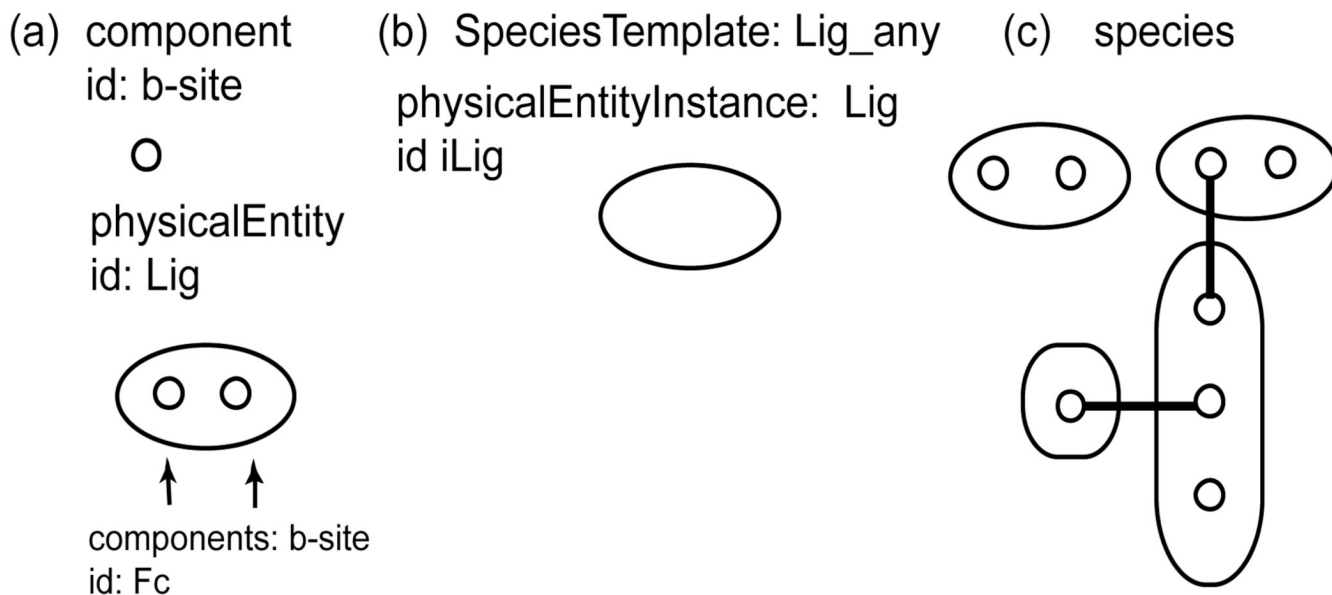 (a) component
id: b-site
physicalEntity
id: Lig
components: b-site
id: Fc
(b) SpeciesTemplate: Lig_any
physicalEntityInstance: Lig
id iLig
(c) species